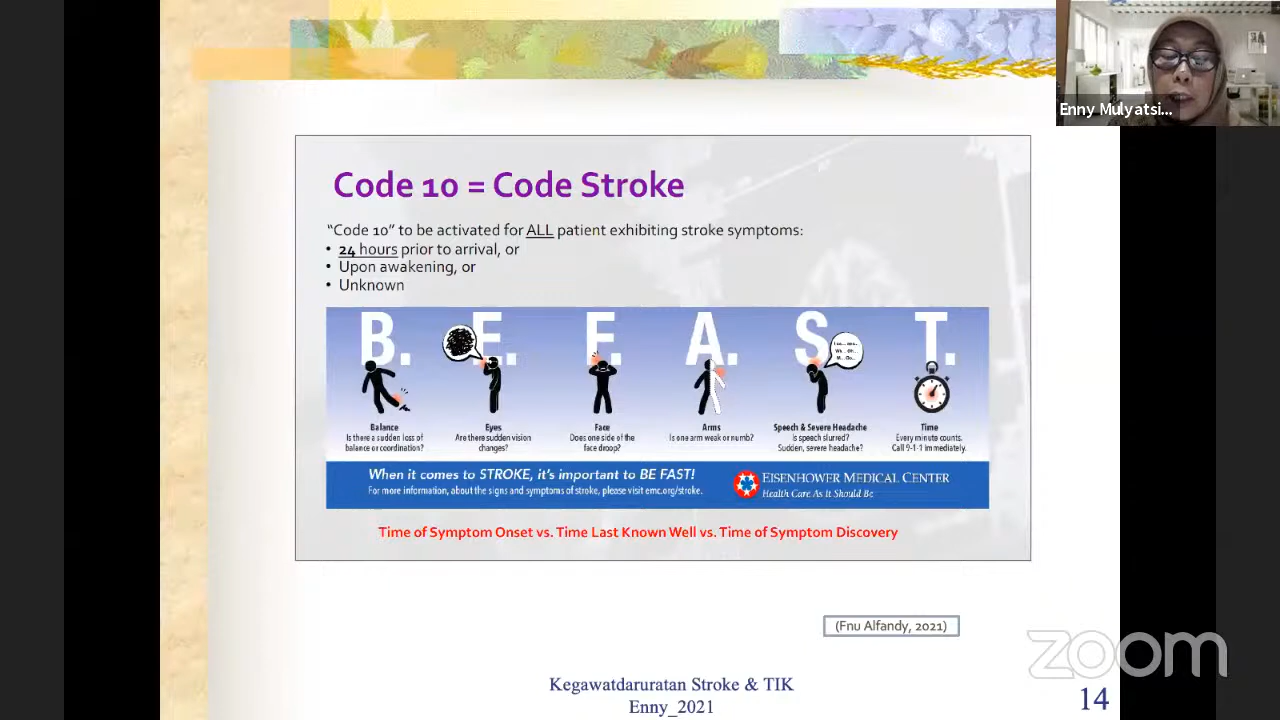 Enny Mulyatsi...
Code 10 = Code Stroke
“Code 10” to be activated for ALL patient exhibiting stroke symptoms:
• 24 hours prior to arrival, or
• Upon awakening, or
• Unknown
B. E. F. A. S. T.
Balance
Is there a sudden loss of
balance or coordination?
Eyes
Are there sudden vision
changes?
Face
Does one side of the
face droop?
Arms
Is one arm weak or numb?
Speech & Severe Headache
Is speech slurred?
Sudden, severe headache?
Time
Every minute counts.
Call 9-1-1 immediately.
When it comes to STROKE, it's important to BE FAST!
For more information, about the signs and symptoms of stroke, please visit emc.org/stroke.
EISENHOWER MEDICAL CENTER
Health Care As It Should Be
Time of Symptom Onset vs. Time Last Known Well vs. Time of Symptom Discovery
(Fnu Alfandy, 2021)
zoom
Kegawatdaruratan Stroke & TIK
Enny_2021
14